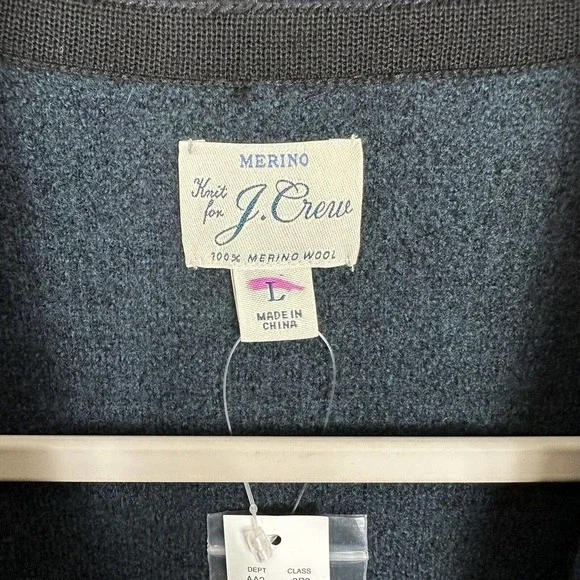 MERINO
Knit for J. Crew
100% MERINO WOOL
L
MADE IN
CHINA
DEPT CLASS